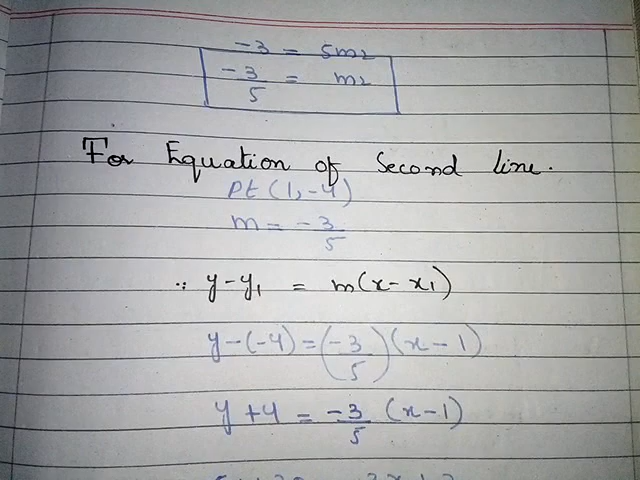 -3 = 5m2
-3/5 = m2
For Equation of Second line.
Pt (1, -4)
m = -3/5
∵ y-y1 = m(x-x1)
y-(-4) = (-3/5)(x-1)
y+4 = -3/5 (x-1)